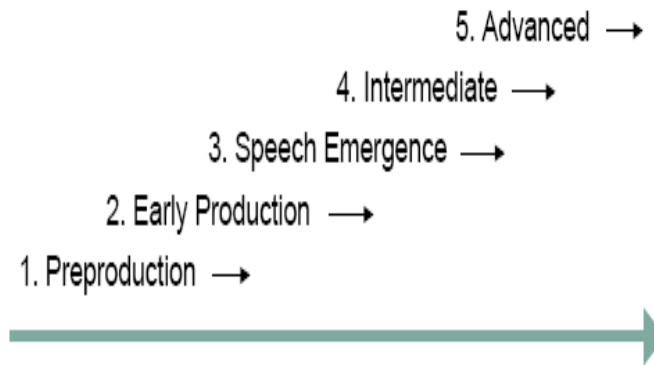 5. Advanced
4. Intermediate
3. Speech Emergence
2. Early Production
1. Preproduction